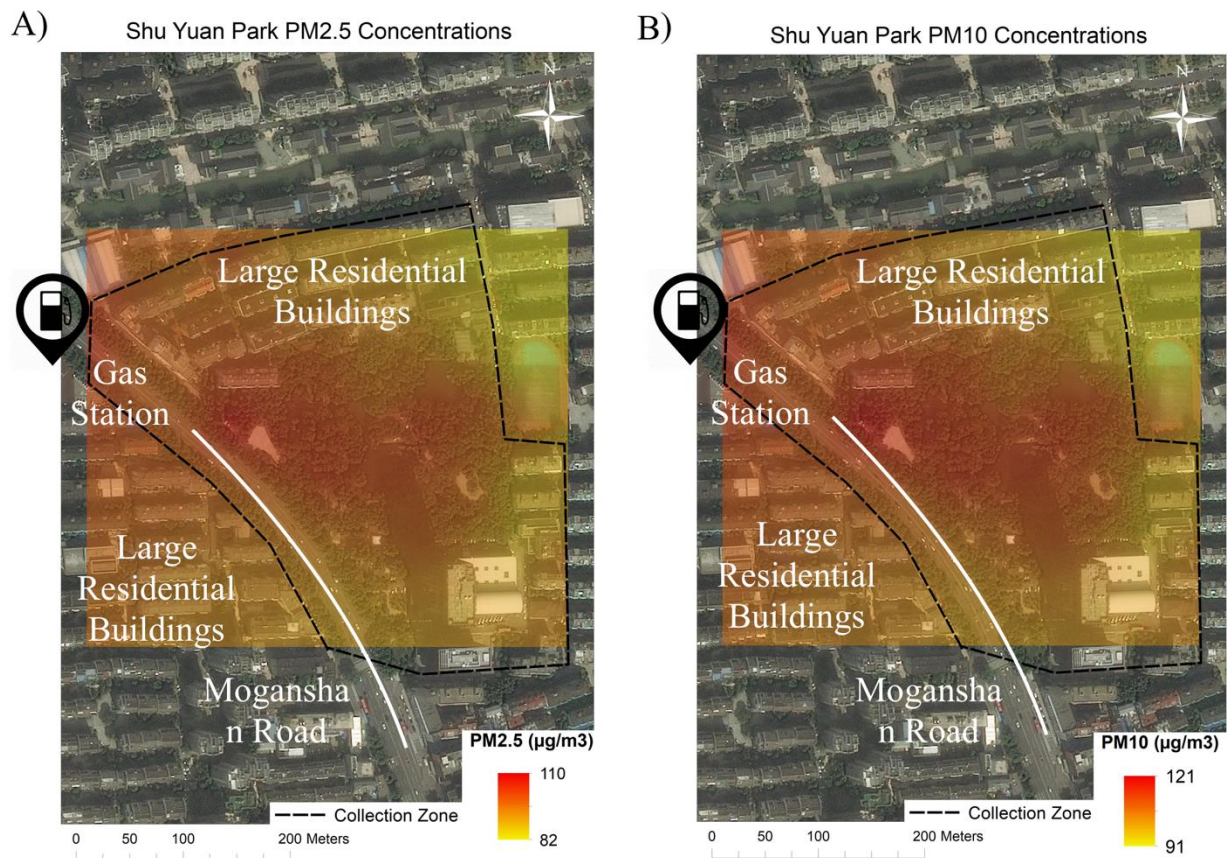 A)
Shu Yuan Park PM2.5 Concentrations
N
Large Residential
Buildings
Gas
Station
Large
Residential
Buildings
Mogansha
n Road
PM2.5 (µg/m3)
110
82
Collection Zone
0 50 100 200 Meters
B)
Shu Yuan Park PM10 Concentrations
N
Large Residential
Buildings
Gas
Station
Large
Residential
Buildings
Mogansha
n Road
PM10 (µg/m3)
121
91
Collection Zone
0 50 100 200 Meters